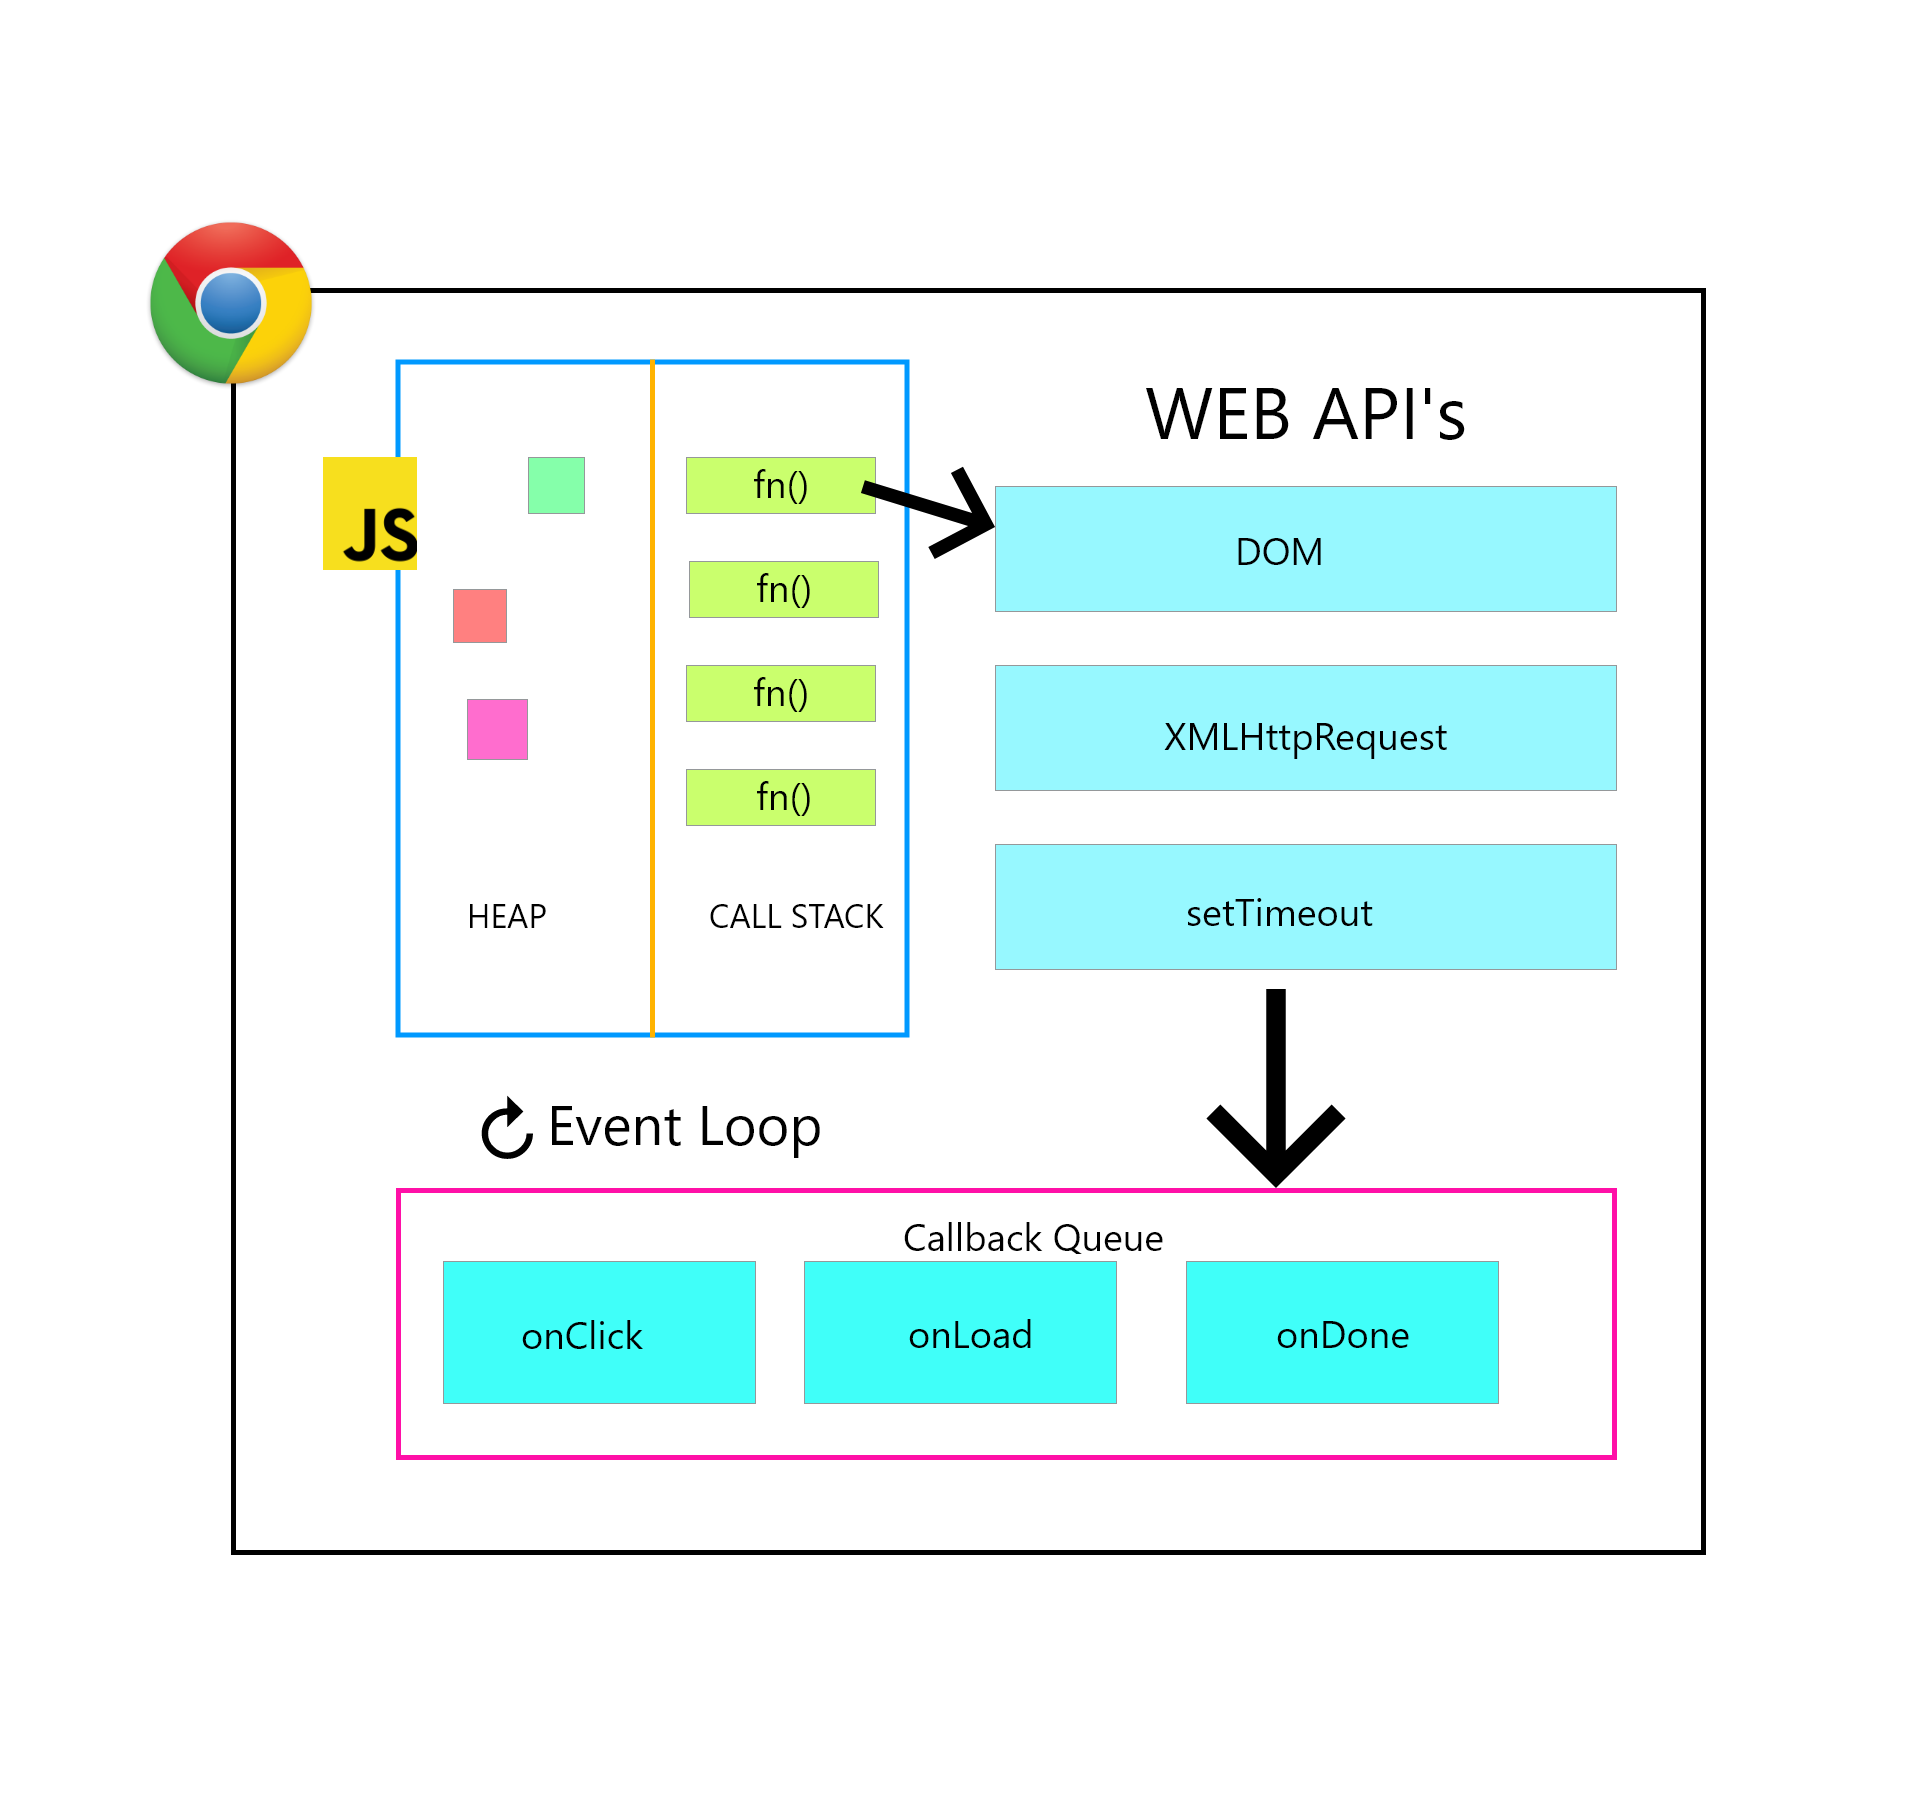 WEB API's
JS
fn()
fn()
fn()
fn()
HEAP
CALL STACK
DOM
XMLHttpRequest
setTimeout
Event Loop
Callback Queue
onClick
onLoad
onDone